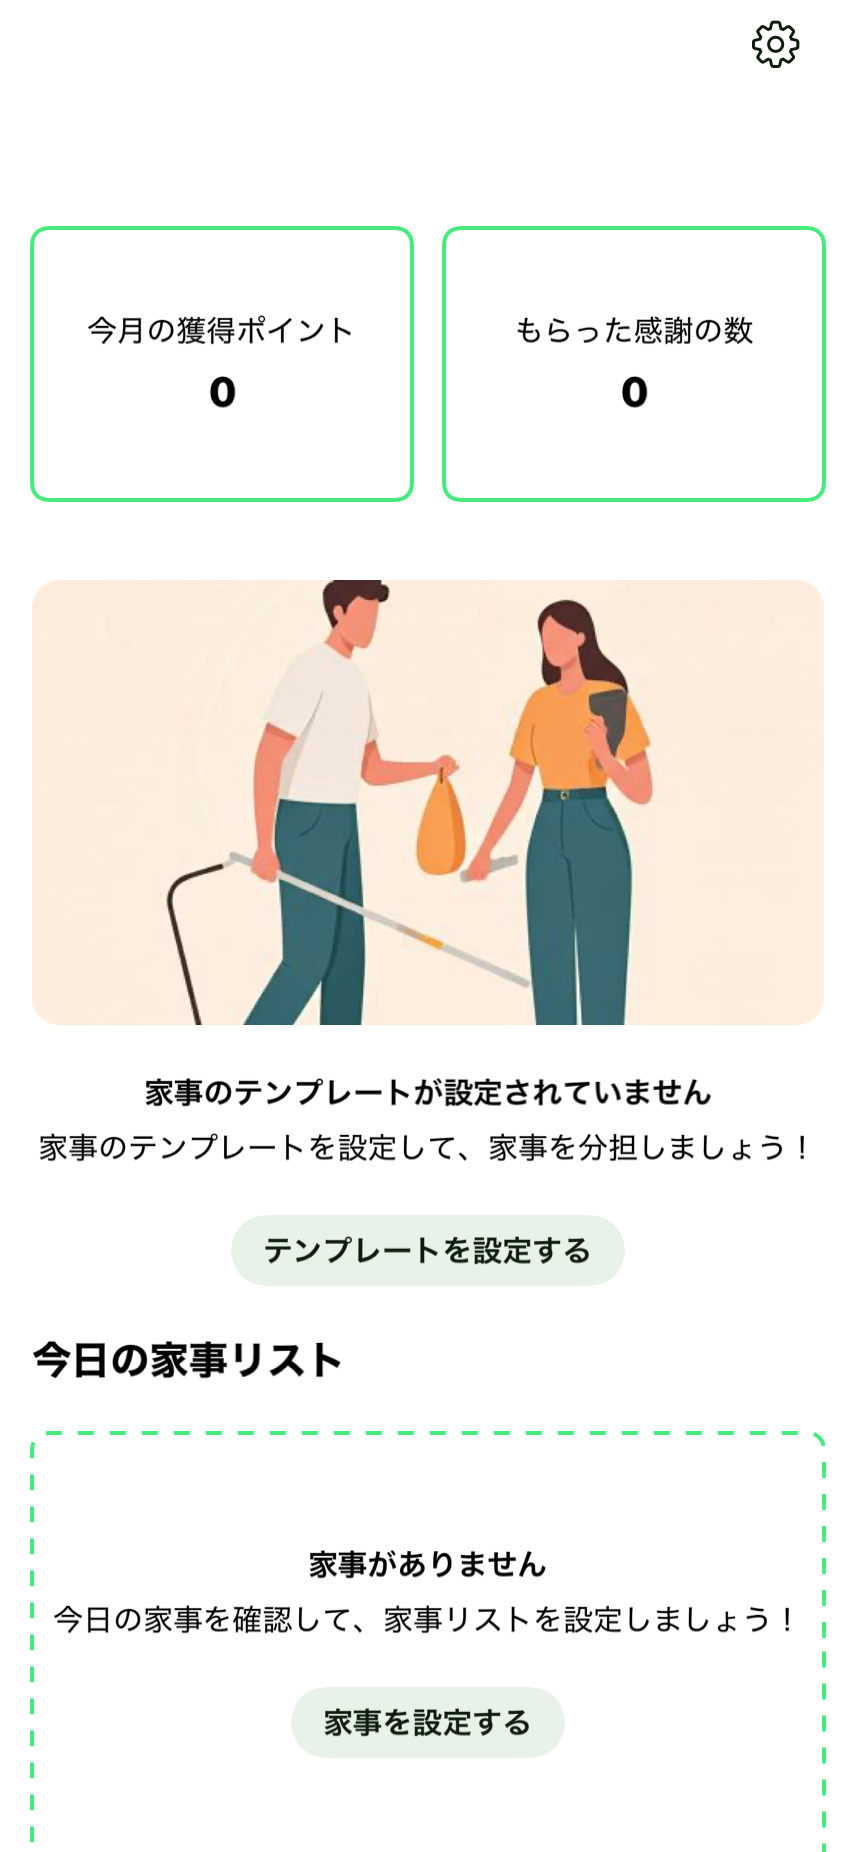 今月の獲得ポイント
0
もらった感謝の数
0
家事のテンプレートが設定されていません
家事のテンプレートを設定して、家事を分担しましょう！
テンプレートを設定する
今日の家事リスト
家事がありません
今日の家事を確認して、家事リストを設定しましょう！
家事を設定する